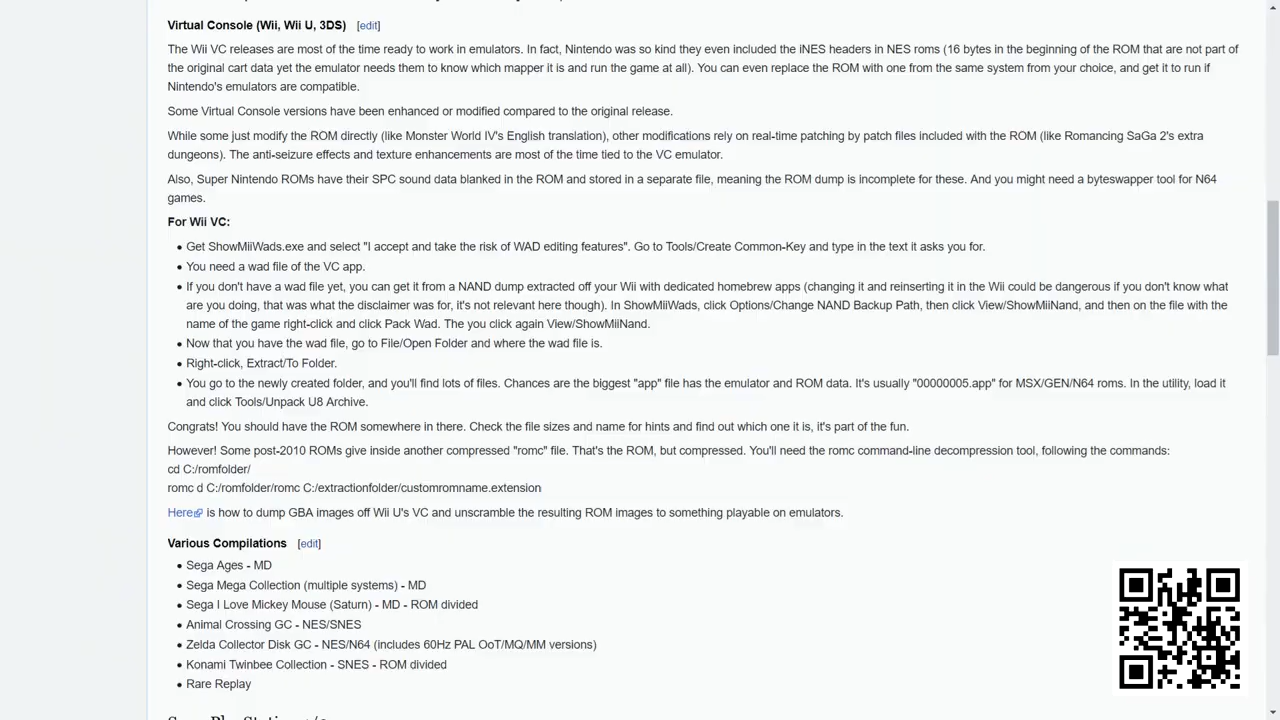 Virtual Console (Wii, Wii U, 3DS) [edit]
The Wii VC releases are most of the time ready to work in emulators. In fact, Nintendo was so kind they even included the iNES headers in NES roms (16 bytes in the beginning of the ROM that are not part of
the original cart data yet the emulator needs them to know which mapper it is and run the game at all). You can even replace the ROM with one from the same system from your choice, and get it to run if
Nintendo's emulators are compatible.
Some Virtual Console versions have been enhanced or modified compared to the original release.
While some just modify the ROM directly (like Monster World IV's English translation), other modifications rely on real-time patching by patch files included with the ROM (like Romancing SaGa 2's extra
dungeons). The anti-seizure effects and texture enhancements are most of the time tied to the VC emulator.
Also, Super Nintendo ROMs have their SPC sound data blanked in the ROM and stored in a separate file, meaning the ROM dump is incomplete for these. And you might need a byteswapper tool for N64
games.
For Wii VC:
• Get ShowMiiWads.exe and select "I accept and take the risk of WAD editing features". Go to Tools/Create Common-Key and type in the text it asks you for.
• You need a wad file of the VC app.
• If you don't have a wad file yet, you can get it from a NAND dump extracted off your Wii with dedicated homebrew apps (changing it and reinserting it in the Wii could be dangerous if you don't know what
are you doing, that was what the disclaimer was for, it's not relevant here though). In ShowMiiWads, click Options/Change NAND Backup Path, then click View/ShowMiiNand, and then on the file with the
name of the game right-click and click Pack Wad. The you click again View/ShowMiiNand.
• Now that you have the wad file, go to File/Open Folder and where the wad file is.
• Right-click, Extract/To Folder.
• You go to the newly created folder, and you'll find lots of files. Chances are the biggest "app" file has the emulator and ROM data. It's usually "00000005.app" for MSX/GEN/N64 roms. In the utility, load it
and click Tools/Unpack U8 Archive.
Congrats! You should have the ROM somewhere in there. Check the file sizes and name for hints and find out which one it is, it's part of the fun.
However! Some post-2010 ROMs give inside another compressed "romc" file. That's the ROM, but compressed. You'll need the romc command-line decompression tool, following the commands:
cd C:/romfolder/
romc d C:/romfolder/romc C:/extractionfolder/customromname.extension
Here is how to dump GBA images off Wii U's VC and unscramble the resulting ROM images to something playable on emulators.
Various Compilations [edit]
• Sega Ages - MD
• Sega Mega Collection (multiple systems) - MD
• Sega I Love Mickey Mouse (Saturn) - MD - ROM divided
• Animal Crossing GC - NES/SNES
• Zelda Collector Disk GC - NES/N64 (includes 60Hz PAL OoT/MQ/MM versions)
• Konami Twinbee Collection - SNES - ROM divided
• Rare Replay